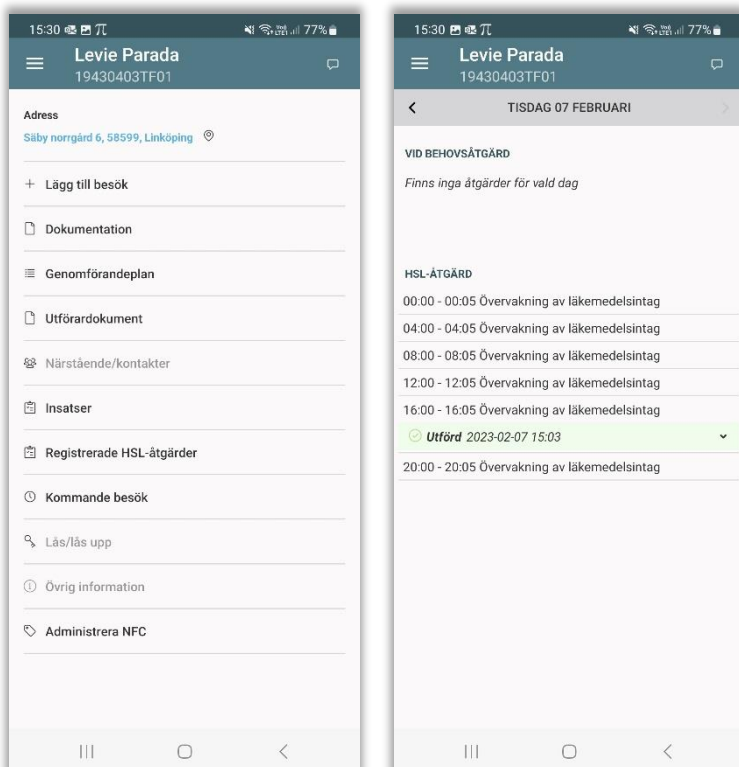 15:30 77%
Levie Parada
19430403TF01
Adress
Säby norrgård 6, 58599, Linköping
Lägg till besök
Dokumentation
Genomförandeplan
Utförardokument
Närstående/kontakter
Insatser
Registrerade HSL-åtgärder
Kommande besök
Lås/lås upp
Övrig information
Administrera NFC
15:30 77%
Levie Parada
19430403TF01
TISDAG 07 FEBRUARI
VID BEHOVSÅTGÄRD
Finns inga åtgärder för vald dag
HSL-ÅTGÄRD
00:00 - 00:05 Övervakning av läkemedelsintag
04:00 - 04:05 Övervakning av läkemedelsintag
08:00 - 08:05 Övervakning av läkemedelsintag
12:00 - 12:05 Övervakning av läkemedelsintag
16:00 - 16:05 Övervakning av läkemedelsintag
Utförd 2023-02-07 15:03
20:00 - 20:05 Övervakning av läkemedelsintag